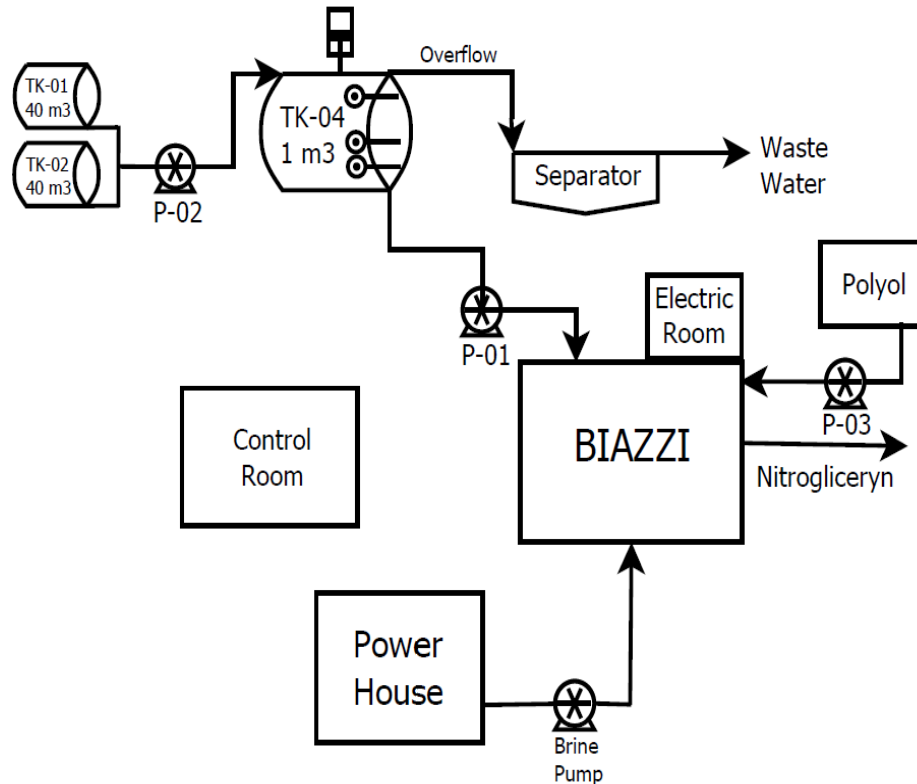 TK-01
40 m3
TK-02
40 m3
P-02
TK-04
1 m3
Overflow
Separator
Waste
Water
P-01
Electric
Room
Polyol
P-03
Control
Room
BIAZZI
Nitrogliceryn
Power
House
Brine
Pump